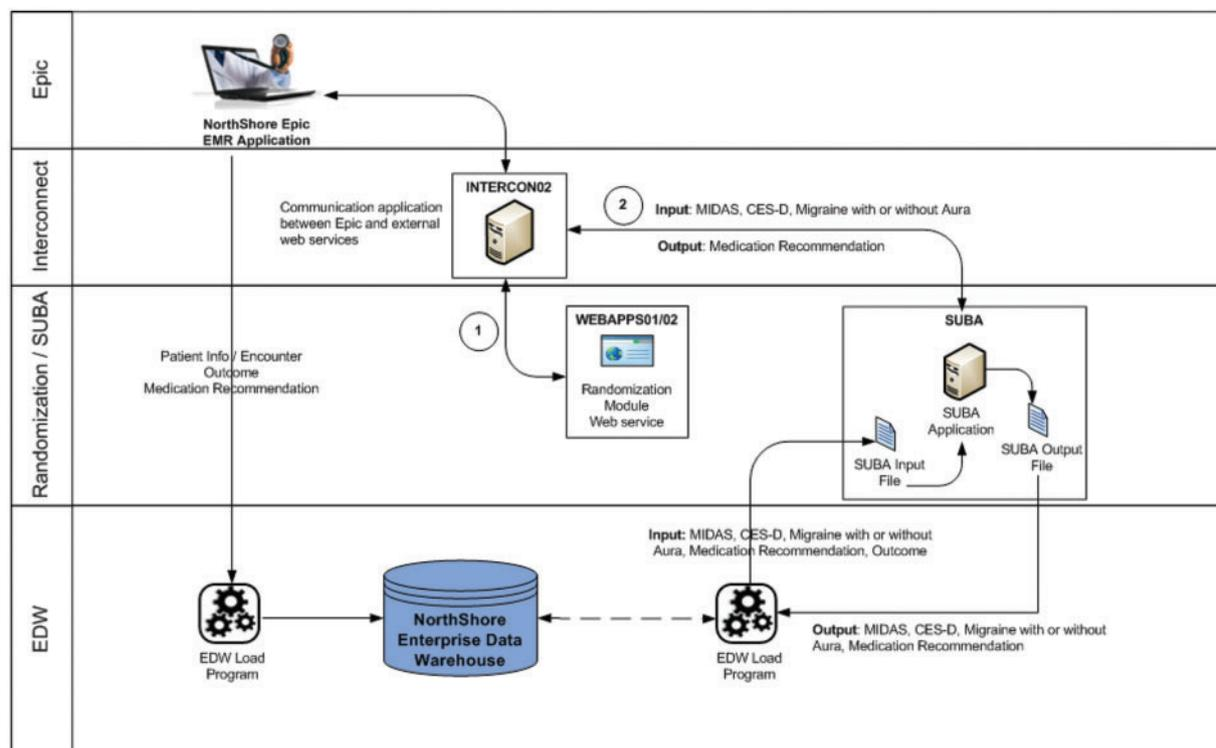 Epic
NorthShore Epic
EMR Application
Interconnect
INTERCON02
Communication application
between Epic and external
web services
2
Input: MIDAS, CES-D, Migraine with or without Aura
Output: Medication Recommendation
Randomization / SUBA
1
WEBAPPS01/02
Randomization
Module
Web service
Patient Info / Encounter
Outcome
Medication Recommendation
SUBA
SUBA
Application
SUBA Input
File
SUBA Output
File
EDW
Input: MIDAS, CES-D, Migraine with or without
Aura, Medication Recommendation, Outcome
EDW Load
Program
NorthShore
Enterprise Data
Warehouse
EDW Load
Program
Output: MIDAS, CES-D, Migraine with or without
Aura, Medication Recommendation